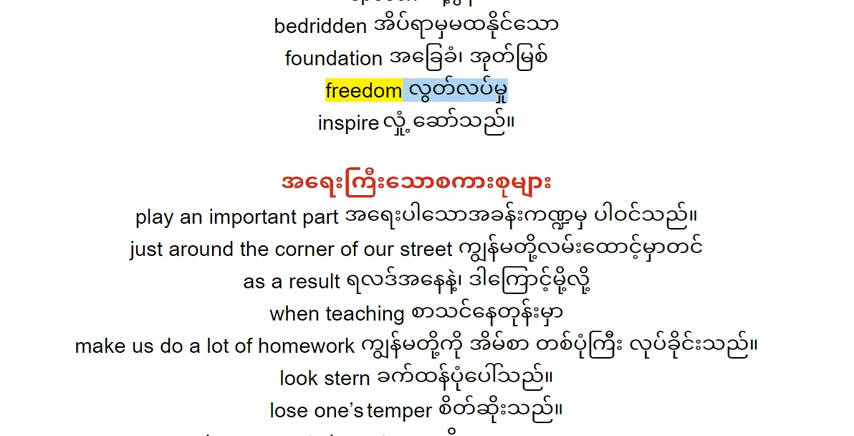 bedridden အိပ်ရာမှမထနိုင်သော
foundation အခြေခံ၊ အုတ်မြစ်
freedom လွတ်လပ်မှု
inspire လှုံ့ဆော်သည်။
အရေးကြီးသောစကားစုများ
play an important part အရေးပါသောအခန်းကဏ္ဍမှ ပါဝင်သည်။
just around the corner of our street ကျွန်မတို့လမ်းထောင့်မှာတင်
as a result ရလဒ်အနေနဲ့၊ ဒါကြောင့်မို့လို့
when teaching စာသင်နေတုန်းမှာ
make us do a lot of homework ကျွန်မတို့ကို အိမ်စာ တစ်ပုံကြီး လုပ်ခိုင်းသည်။
look stern ခက်ထန်ပုံပေါ်သည်။
lose one's temper စိတ်ဆိုးသည်။